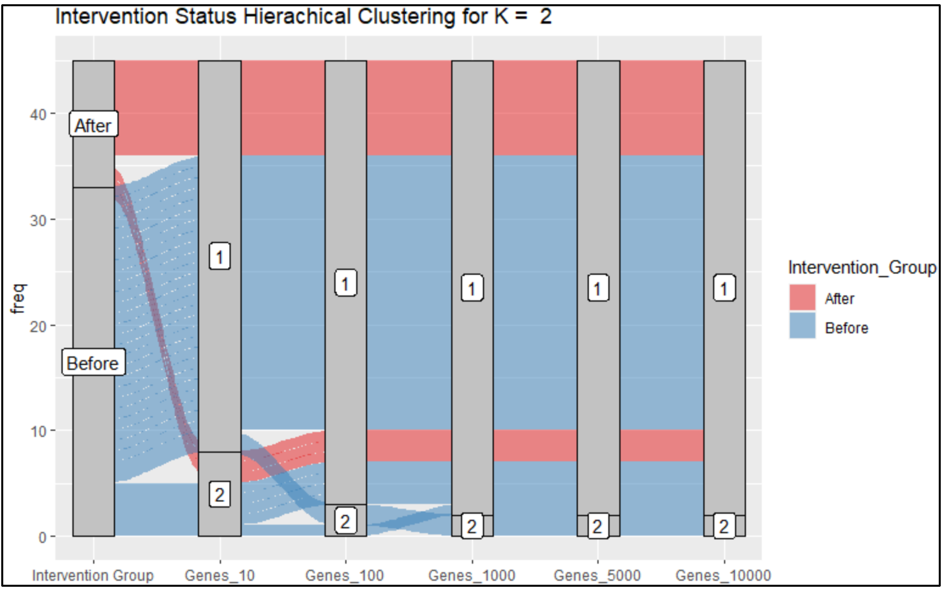 Intervention Status Hierachical Clustering for K = 2
freq
40
30
20
10
0
After
Before
1
2
1
2
1
2
1
2
1
2
Intervention Group
Genes_10
Genes_100
Genes_1000
Genes_5000
Genes_10000
Intervention_Group
After
Before